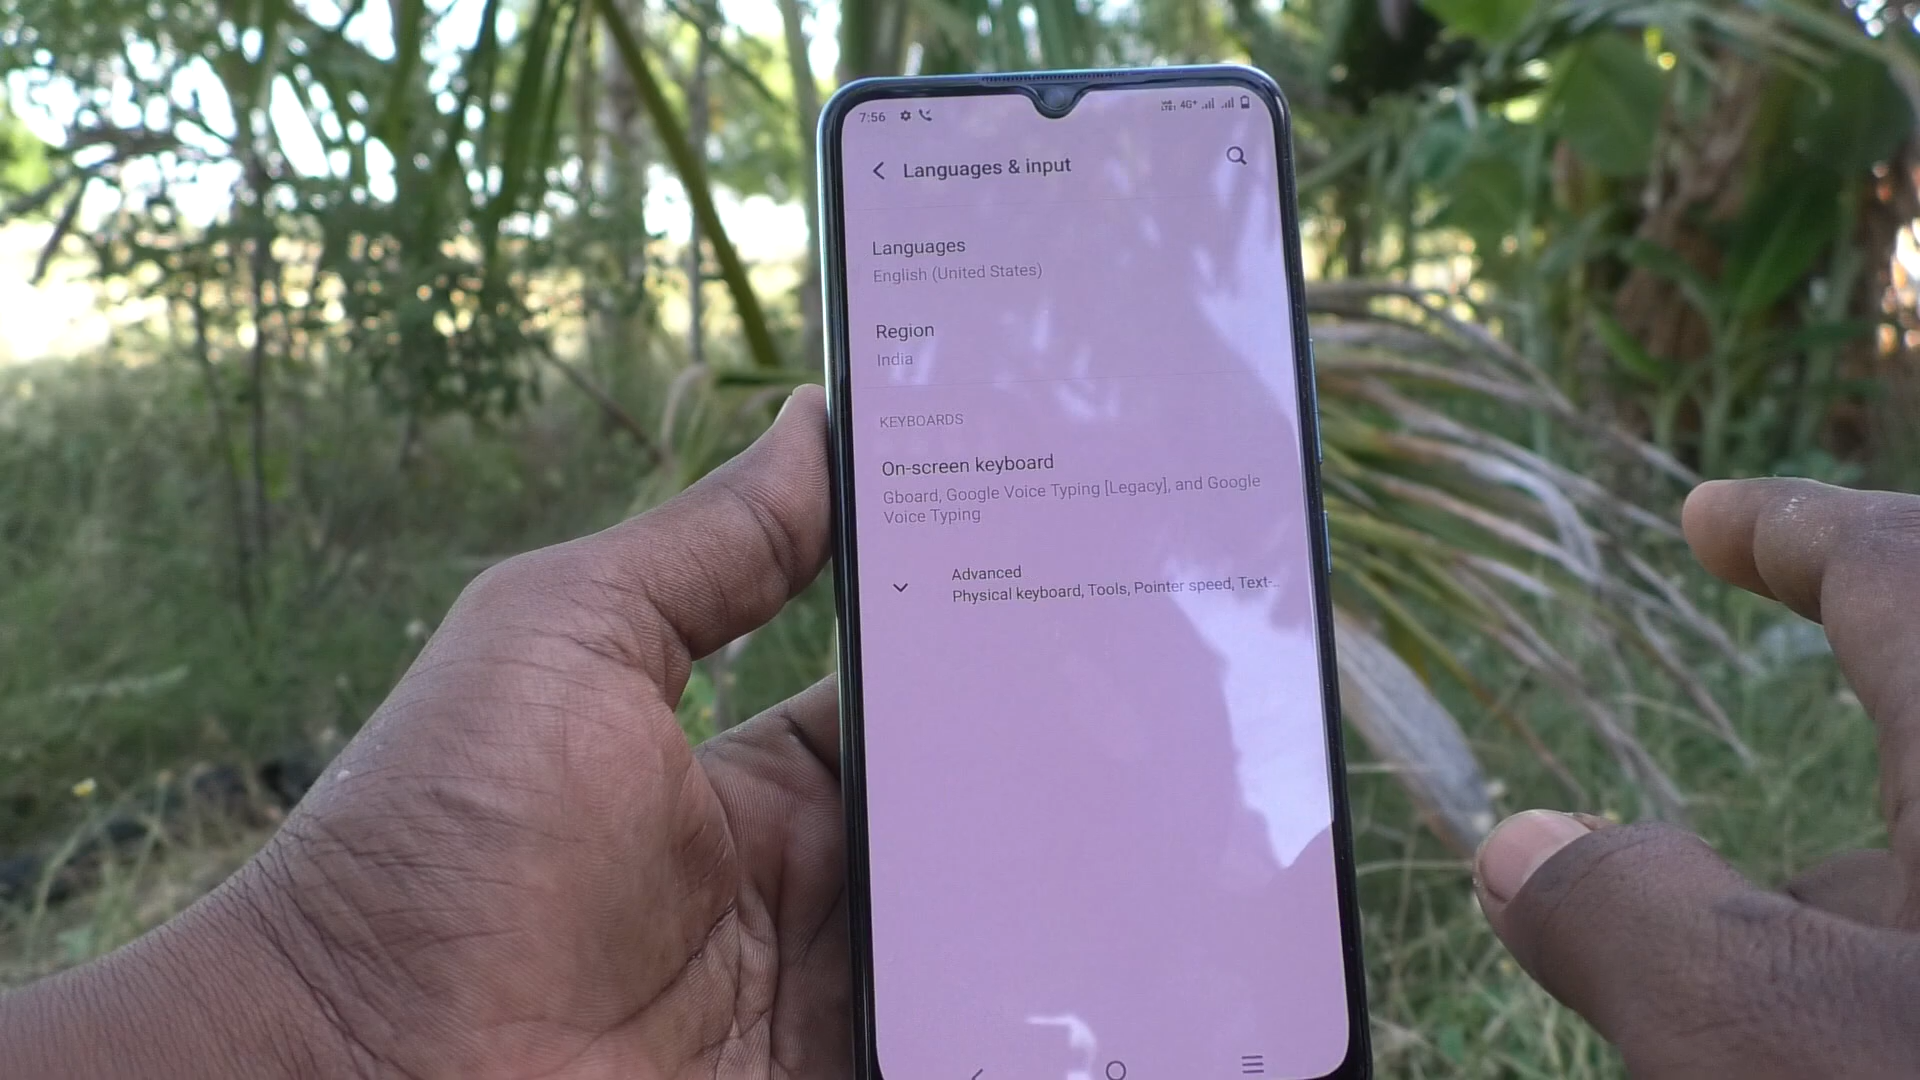 7:56
4G+
Languages & input
Languages
English (United States)
Region
India
KEYBOARDS
On-screen keyboard
Gboard, Google Voice Typing [Legacy], and Google
Voice Typing
Advanced
Physical keyboard, Tools, Pointer speed, Text-..